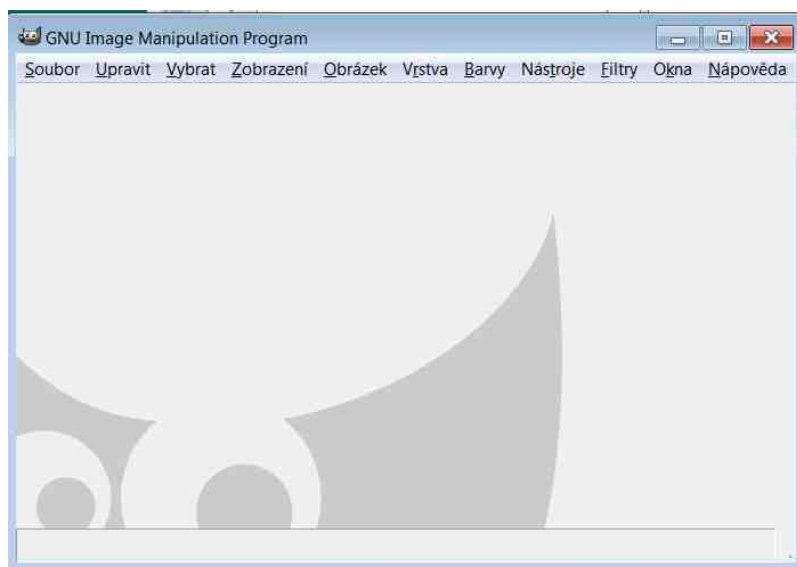 GNU Image Manipulation Program
Soubor Upravit Vybrat Zobrazení Obrázek Vrstva Barvy Nástroje Filtry Okna Nápověda